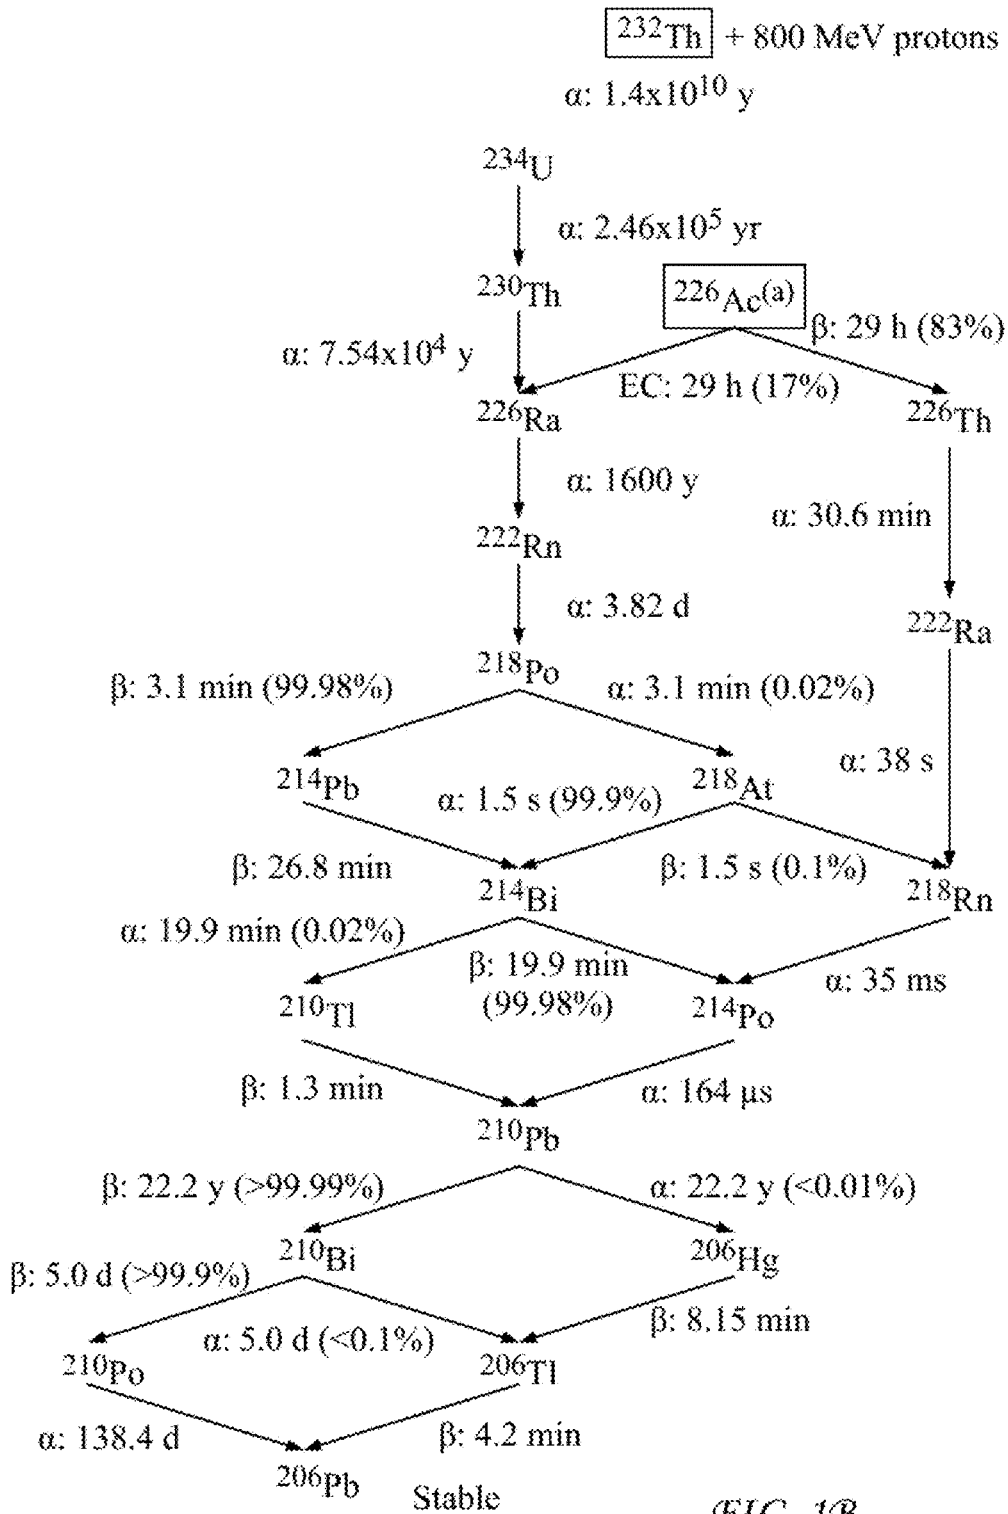 232Th + 800 MeV protons
α: 1.4x10^10 y
234U
α: 2.46x10^5 yr
230Th
226Ac(a)
β: 29 h (83%)
α: 7.54x10^4 y
EC: 29 h (17%)
226Ra
226Th
α: 1600 y
α: 30.6 min
222Rn
α: 3.82 d
222Ra
218Po
β: 3.1 min (99.98%)
α: 3.1 min (0.02%)
α: 38 s
214Pb
218At
α: 1.5 s (99.9%)
β: 26.8 min
β: 1.5 s (0.1%)
214Bi
218Rn
α: 19.9 min (0.02%)
β: 19.9 min
(99.98%)
α: 35 ms
210Tl
214Po
β: 1.3 min
α: 164 μs
210Pb
β: 22.2 y (>99.99%)
α: 22.2 y (<0.01%)
210Bi
206Hg
β: 5.0 d (>99.9%)
α: 5.0 d (<0.1%)
β: 8.15 min
210Po
206Tl
α: 138.4 d
β: 4.2 min
206Pb
Stable
FIG. 1B